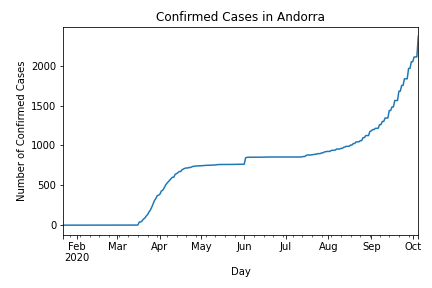 Confirmed Cases in Andorra
Number of Confirmed Cases
2000
1500
1000
500
0
Feb Mar Apr May Jun Jul Aug Sep Oct
2020
Day